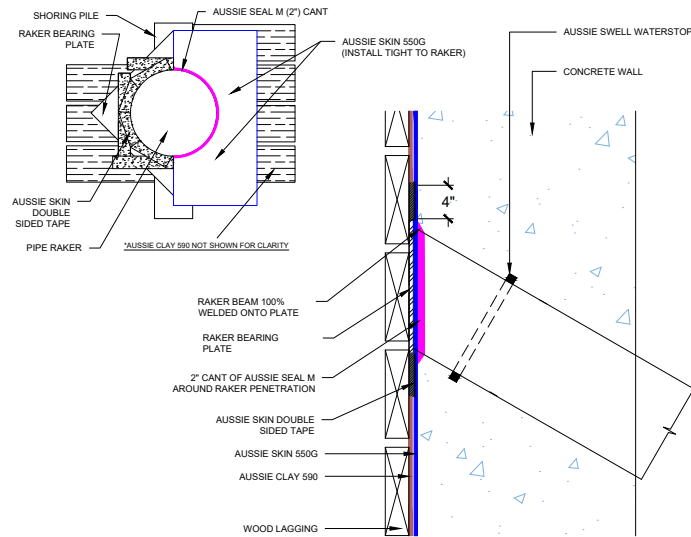 SHORING PILE
RAKER BEARING
PLATE
AUSSIE SEAL M (2") CANT
AUSSIE SKIN 550G
(INSTALL TIGHT TO RAKER)
AUSSIE SKIN
DOUBLE
SIDED TAPE
PIPE RAKER
*AUSSIE CLAY 590 NOT SHOWN FOR CLARITY
AUSSIE SWELL WATERSTOP
CONCRETE WALL
4"
RAKER BEAM 100%
WELDED ONTO PLATE
RAKER BEARING
PLATE
2" CANT OF AUSSIE SEAL M
AROUND RAKER PENETRATION
AUSSIE SKIN DOUBLE
SIDED TAPE
AUSSIE SKIN 550G
AUSSIE CLAY 590
WOOD LAGGING